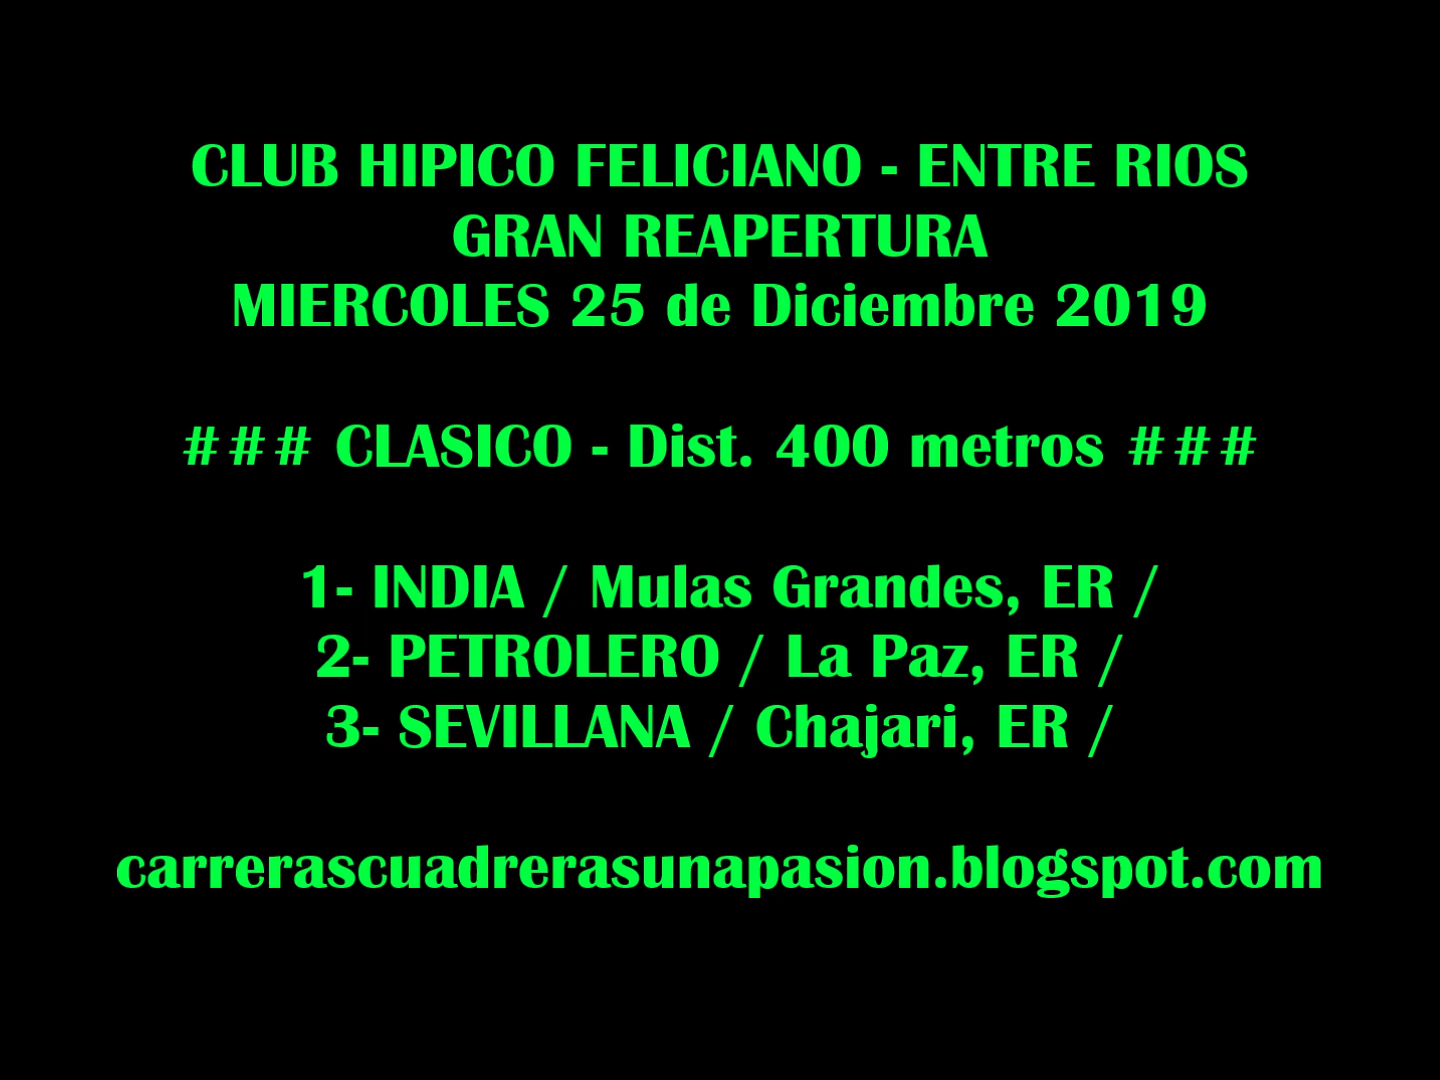 CLUB HIPICO FELICIANO - ENTRE RIOS
GRAN REAPERTURA
MIERCOLES 25 de Diciembre 2019
### CLASICO - Dist. 400 metros ###
1- INDIA / Mulas Grandes, ER /
2- PETROLERO / La Paz, ER /
3- SEVILLANA / Chajari, ER /
carrerascuadrerasunapasion.blogspot.com